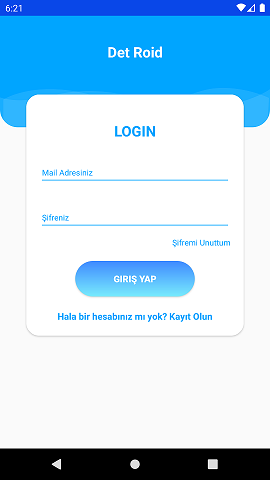 6:21
Det Roid
LOGIN
Mail Adresiniz
Şifreniz
Şifremi Unuttum
GIRIŞ YAP
Hala bir hesabınız mı yok? Kayıt Olun